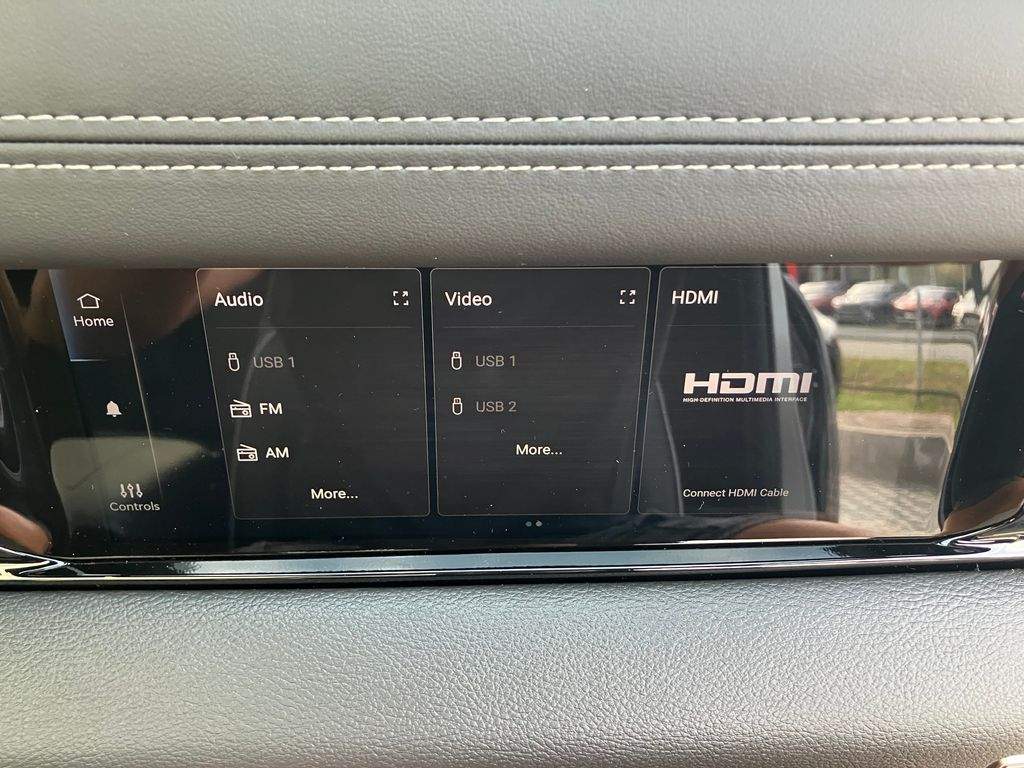 Home
Controls
Audio
USB 1
FM
AM
More...
Video
USB 1
USB 2
More...
HDMI
HDMI
HIGH-DEFINITION MULTIMEDIA INTERFACE
Connect HDMI Cable